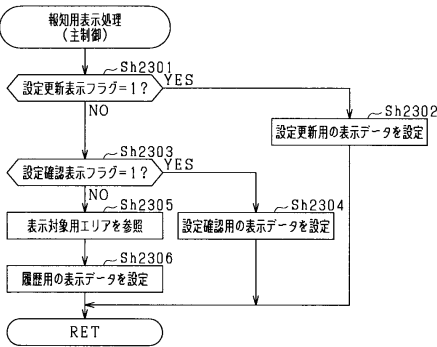 報知用表示処理
(主制御)
Sh2301
設定更新表示フラグ=1?
YES
NO
Sh2302
設定更新用の表示データを設定
Sh2303
設定確認表示フラグ=1?
YES
NO
Sh2304
設定確認用の表示データを設定
Sh2305
表示対象用エリアを参照
Sh2306
履歴用の表示データを設定
RET